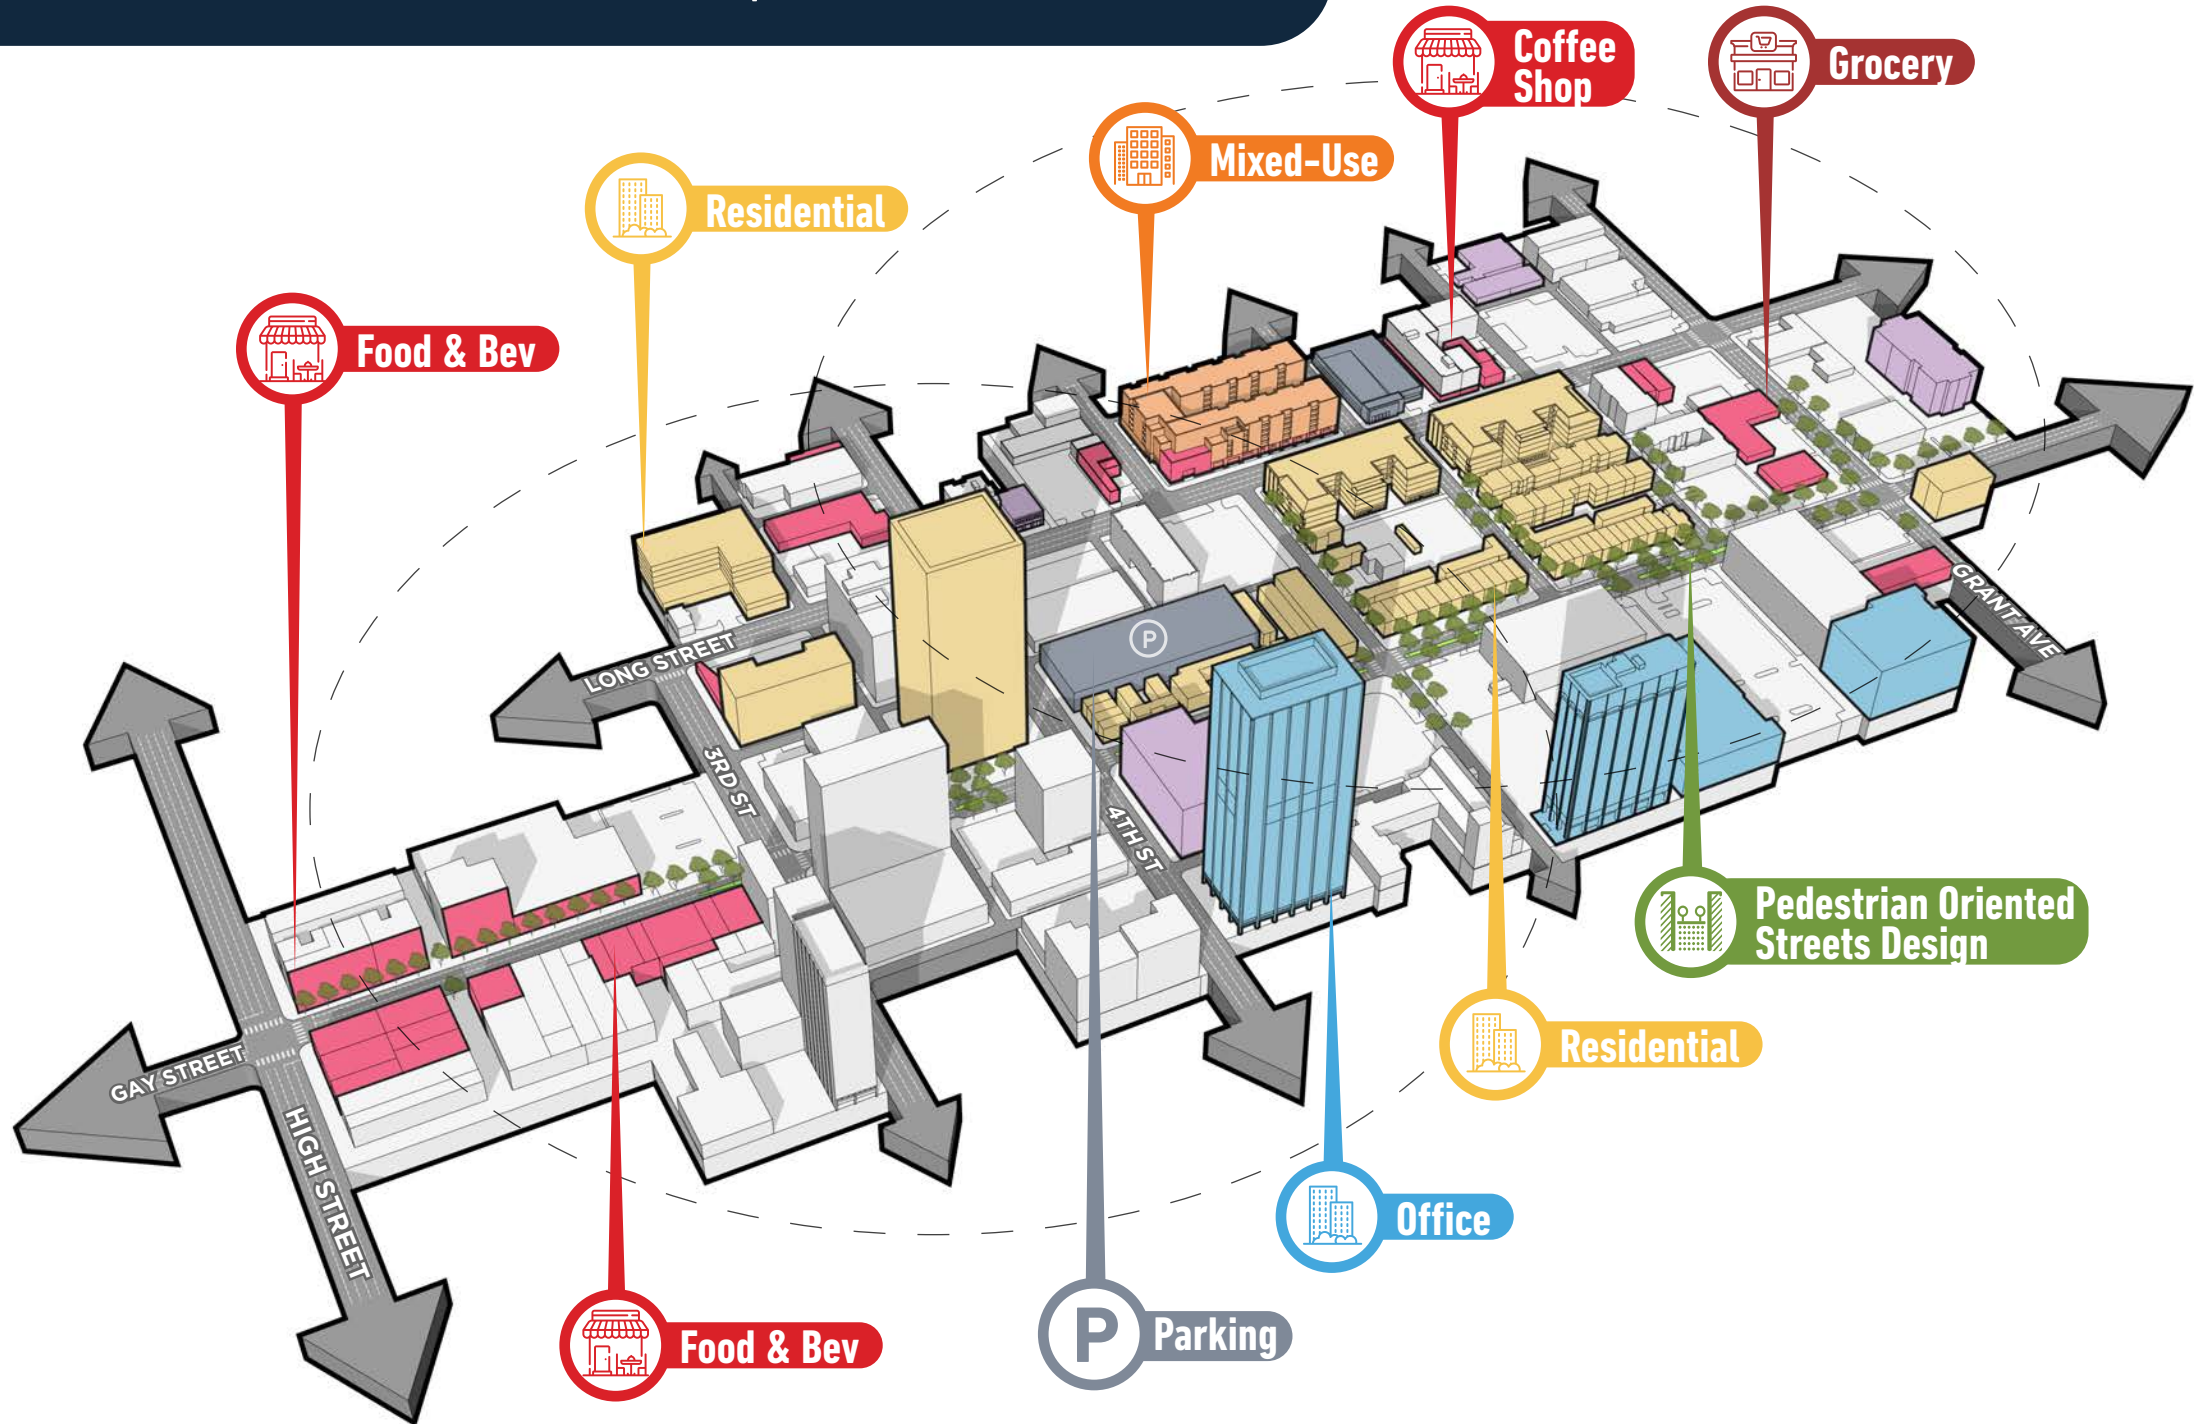 Coffee
Shop
Grocery
Mixed-Use
Residential
Food & Bev
P
LONG STREET
GRANT AVE
3RD ST
4TH ST
GAY STREET
HIGH STREET
Pedestrian Oriented
Streets Design
Residential
Office
P Parking
Food & Bev